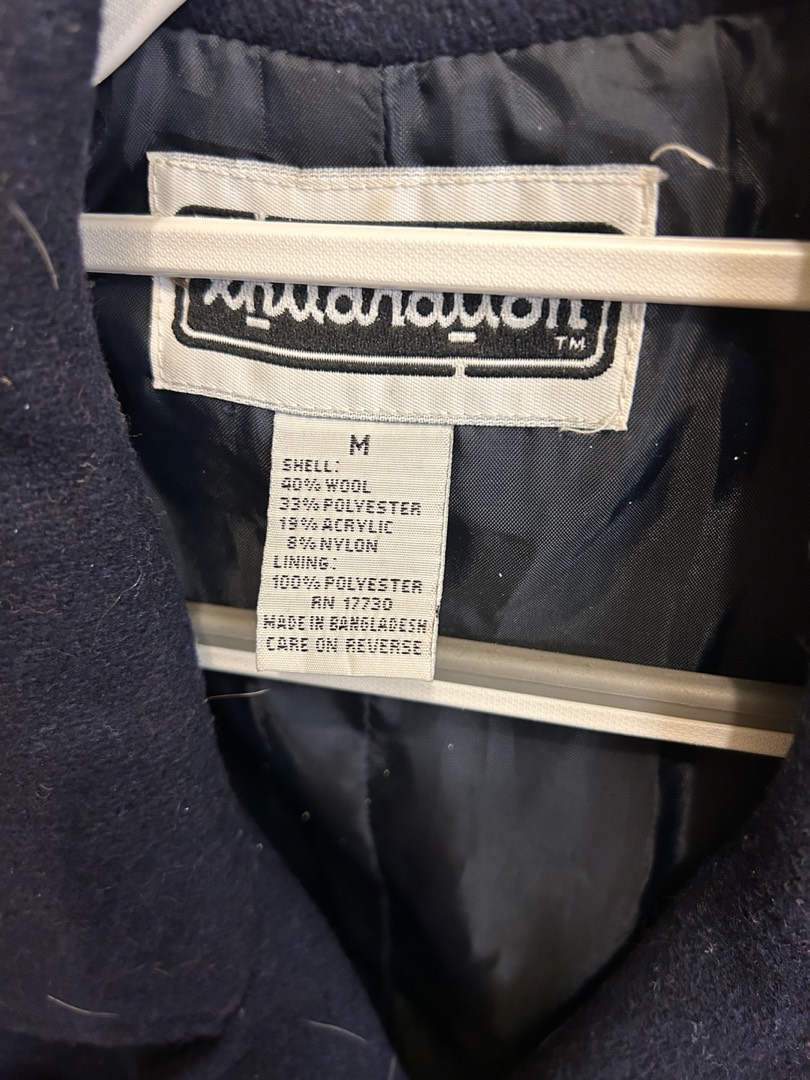 TM
M
SHELL:
40% WOOL
33% POLYESTER
19% ACRYLIC
8% NYLON
LINING:
100% POLYESTER
RN 17730
MADE IN BANGLADESH
CARE ON REVERSE